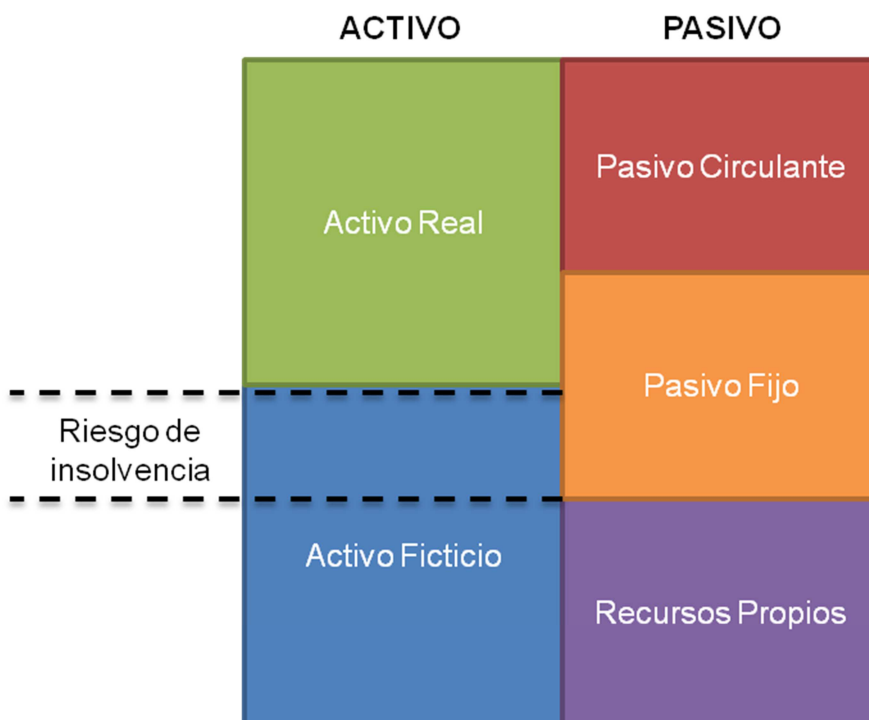 ACTIVO
PASIVO
Pasivo Circulante
Activo Real
Pasivo Fijo
Riesgo de
insolvencia
Activo Ficticio
Recursos Propios